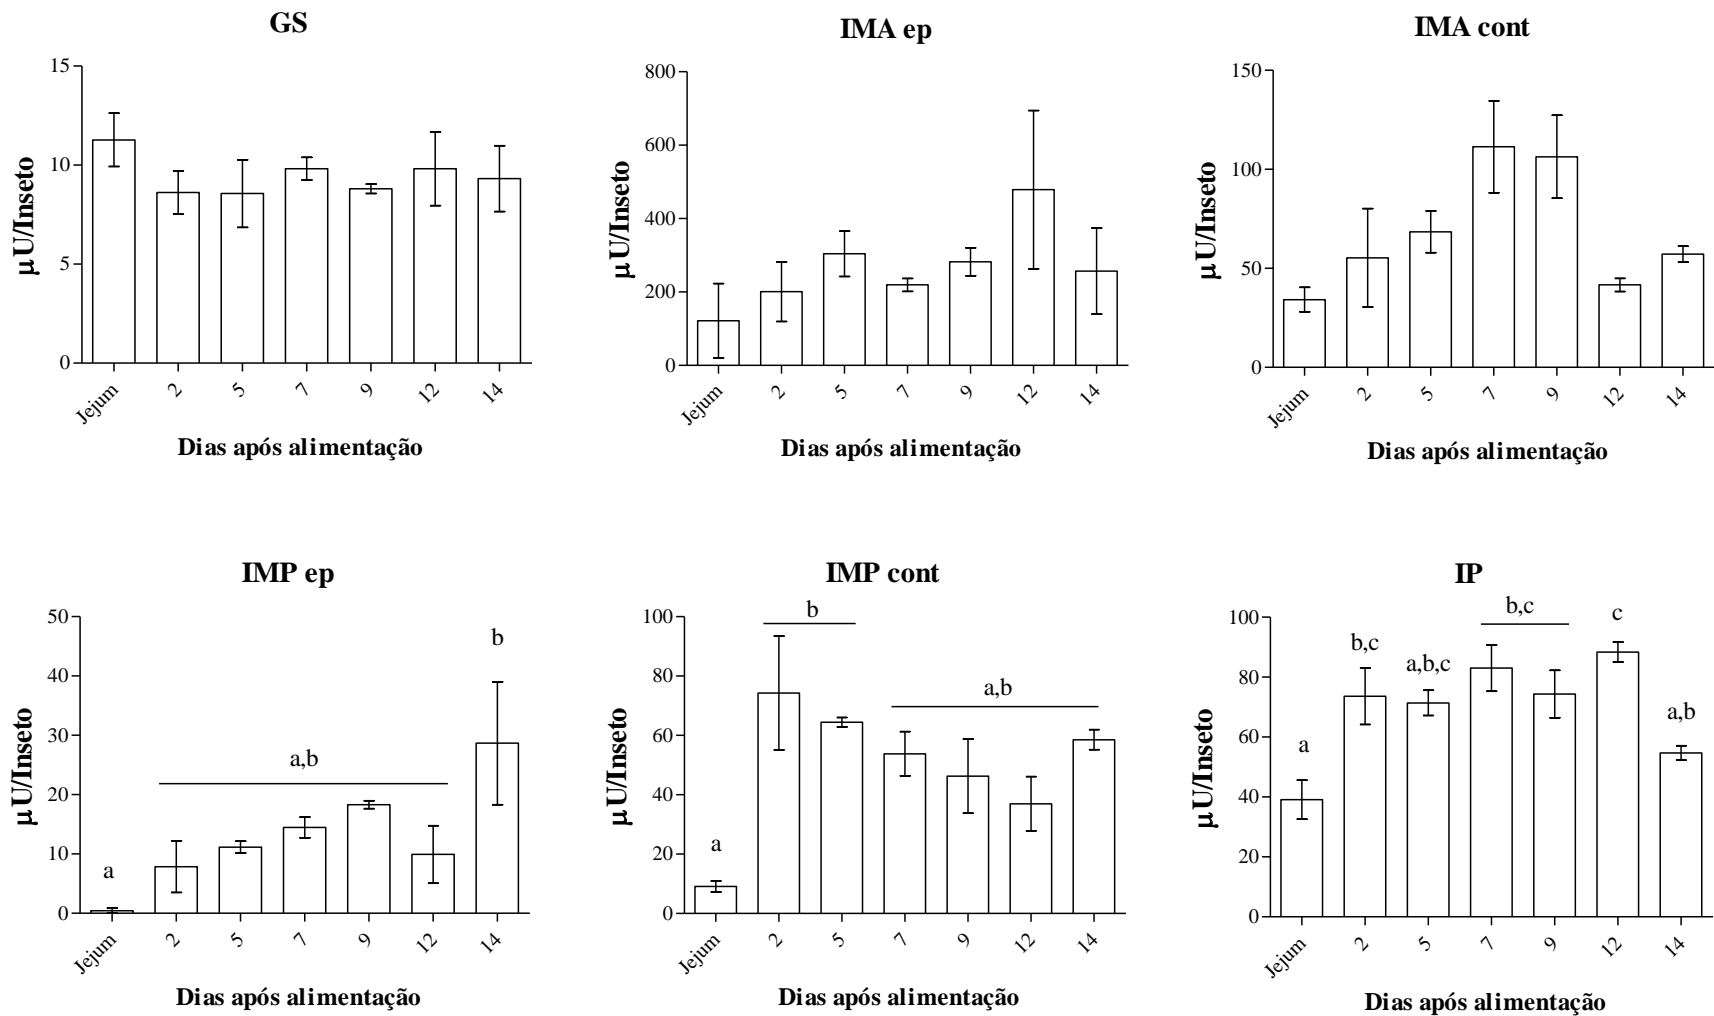 GS
µU/Inseto
15
10
5
0
Jejum 2 5 7 9 12 14
Dias após alimentação
IMA ep
µU/Inseto
800
600
400
200
0
Jejum 2 5 7 9 12 14
Dias após alimentação
IMA cont
µU/Inseto
150
100
50
0
Jejum 2 5 7 9 12 14
Dias após alimentação
IMP ep
µU/Inseto
50
40
30
20
10
0
a
a,b
b
Jejum 2 5 7 9 12 14
Dias após alimentação
IMP cont
µU/Inseto
100
80
60
40
20
0
a
b
a,b
Jejum 2 5 7 9 12 14
Dias após alimentação
IP
µU/Inseto
100
80
60
40
20
0
a
b,c
a,b,c
b,c
c
a,b
Jejum 2 5 7 9 12 14
Dias após alimentação